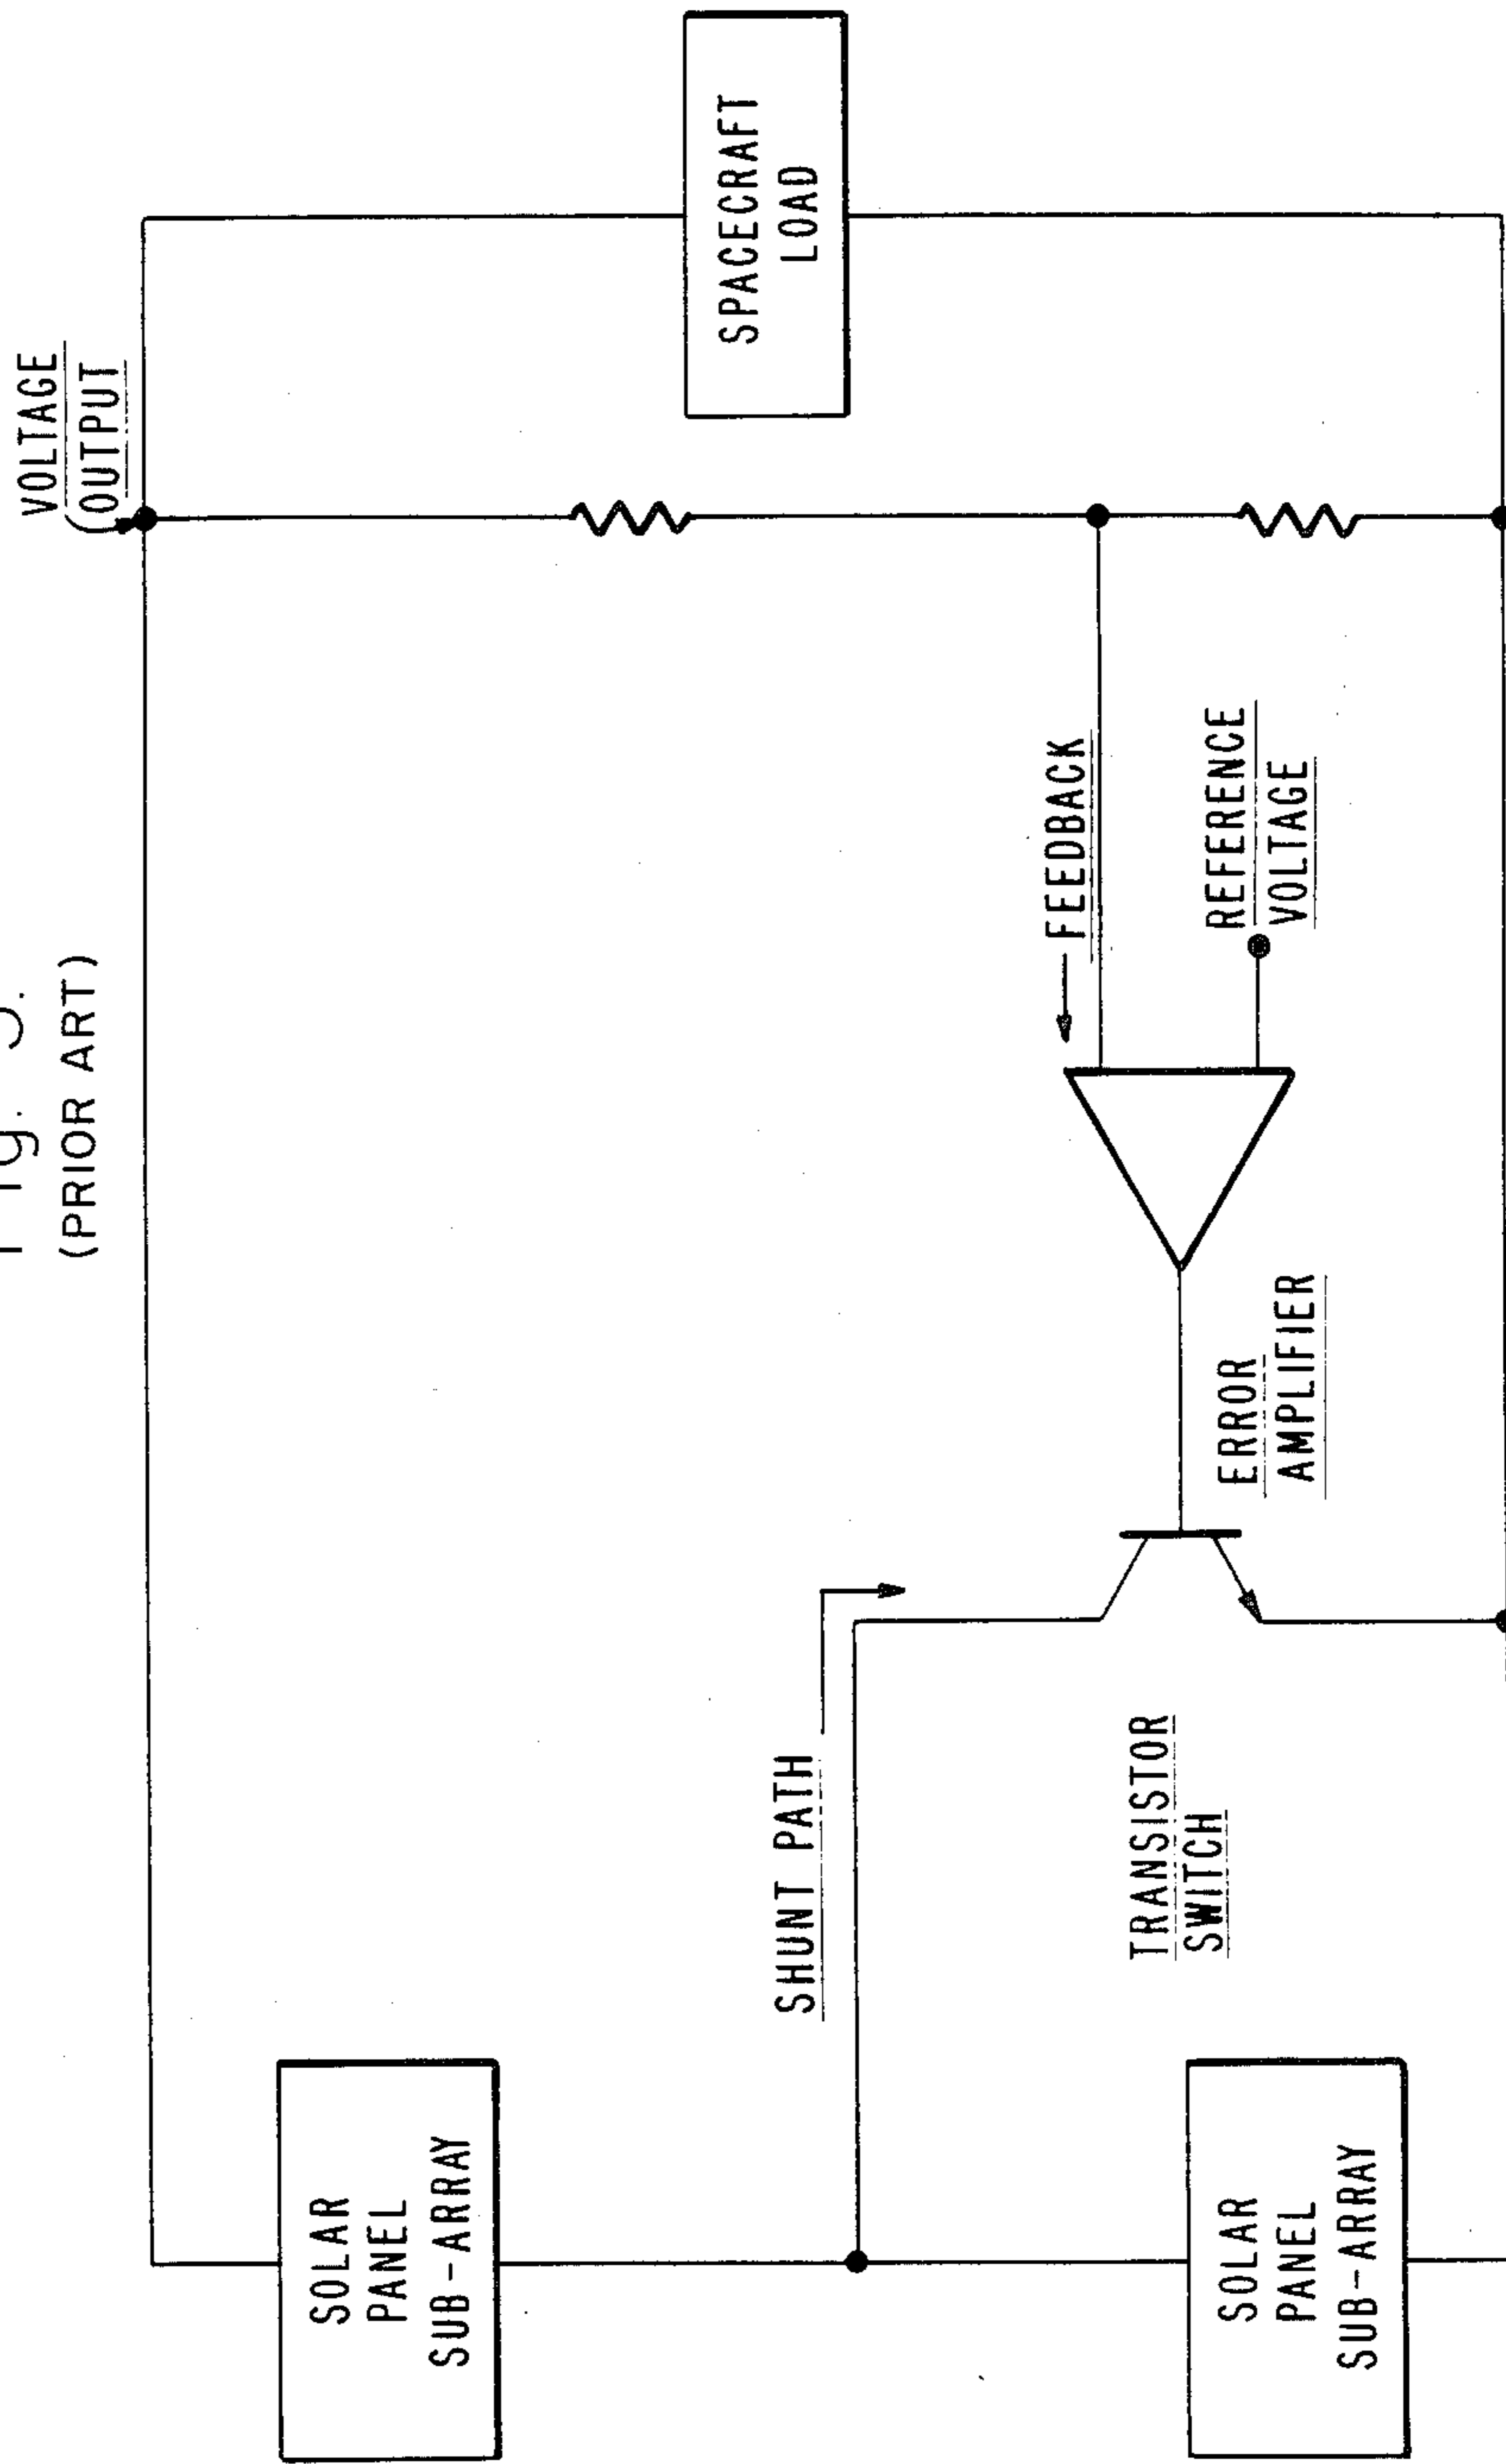 (PRIOR ART)
VOLTAGE
OUTPUT
SOLAR
PANEL
SUB-ARRAY
SHUNT PATH
SPACECRAFT
LOAD
FEEDBACK
REFERENCE
VOLTAGE
TRANSISTOR
SWITCH
ERROR
AMPLIFIER
SOLAR
PANEL
SUB-ARRAY